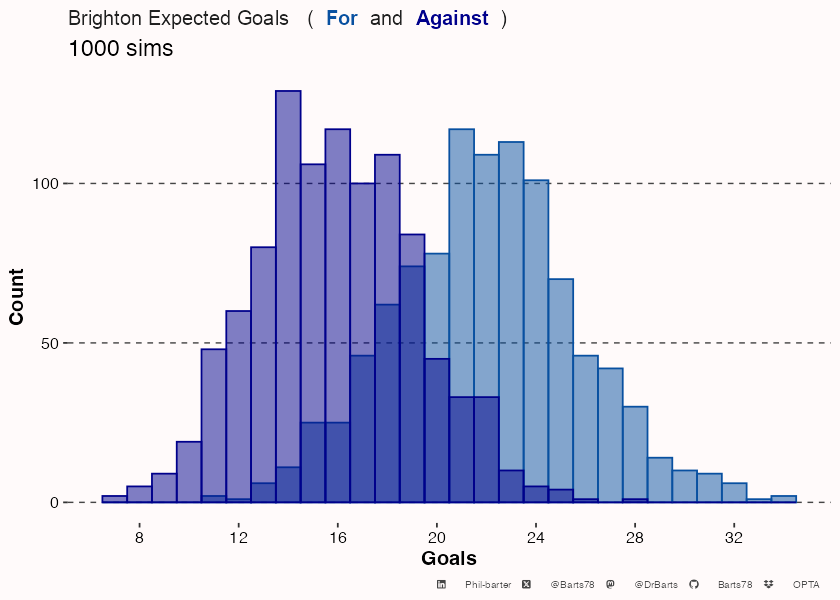 Brighton Expected Goals ( For and Against )
1000 sims
100
50
0
Count
8 12 16 20 24 28 32
Goals
Phil-barter @Barts78 @DrBarts Barts78 OPTA